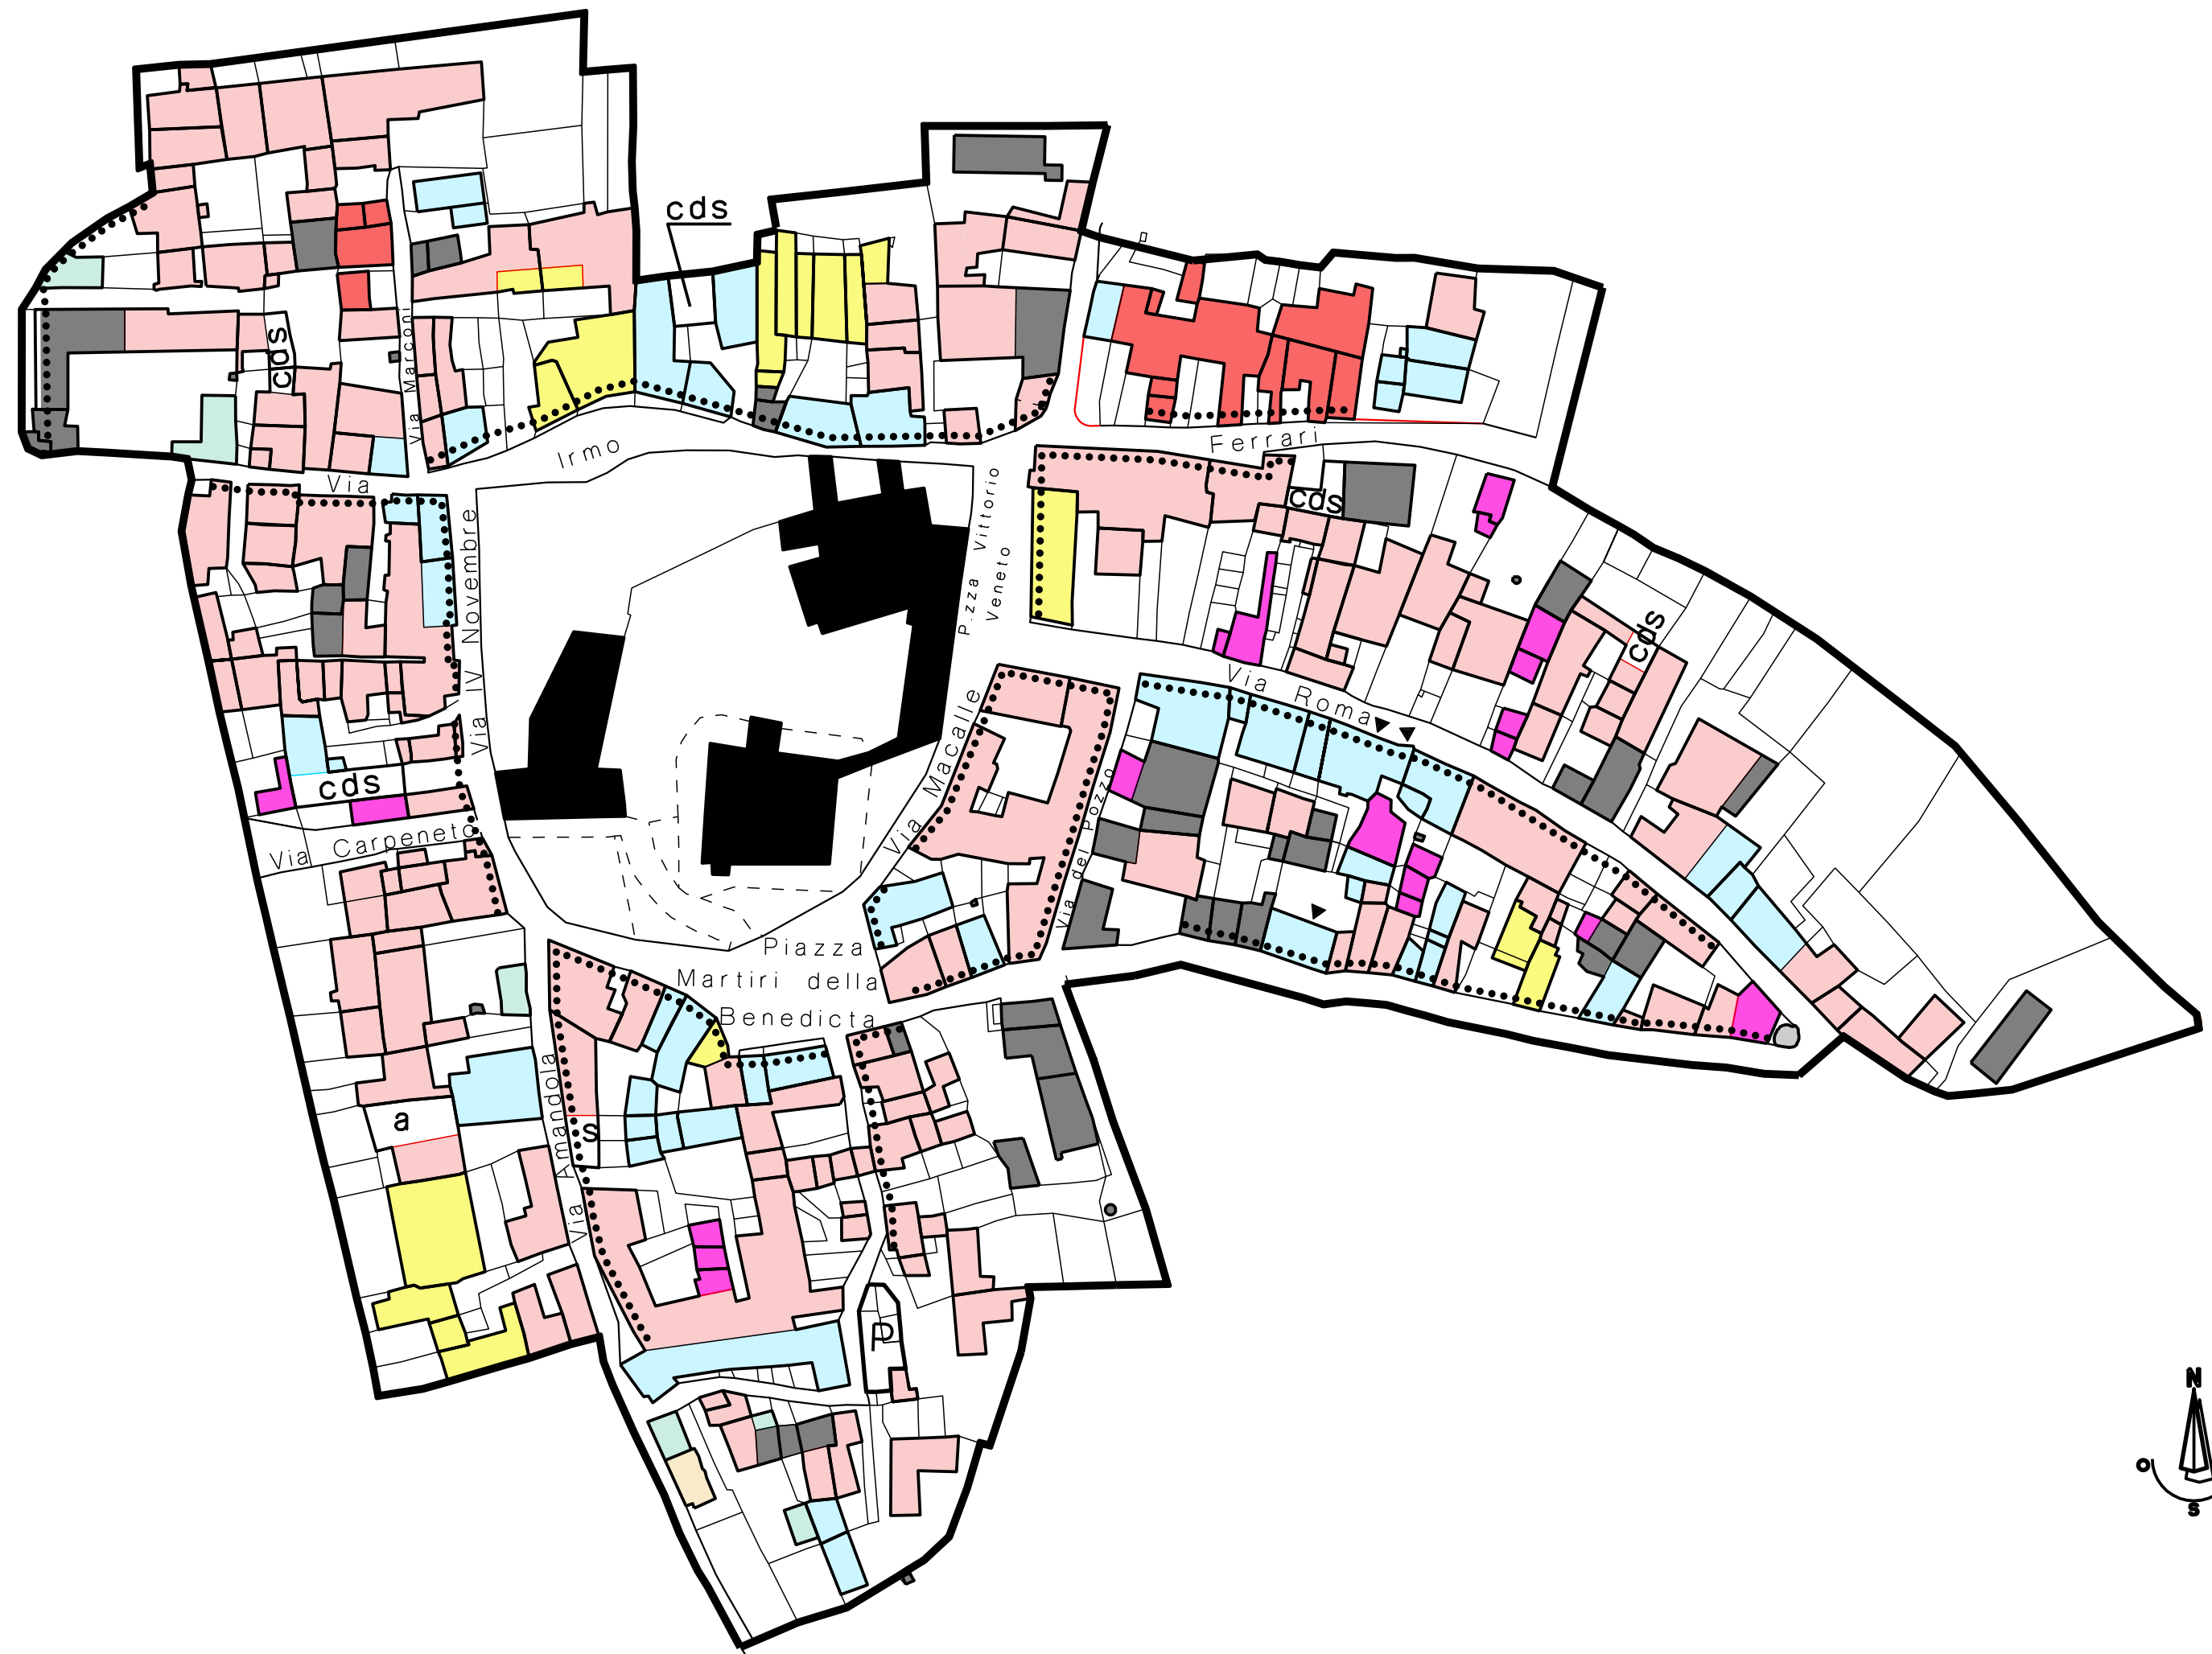 cds
cds
Via Marconi
Irmo
Ferrari
Via
cds
P.zza Vittorio
Veneto
Via IV Novembre
cds
Via Roma
Via Macalle
cds
Via del Pozzo
Via Carpeneto
Piazza
Martiri della
Benedicta
a
s
Via Amandola
P
N
o
s